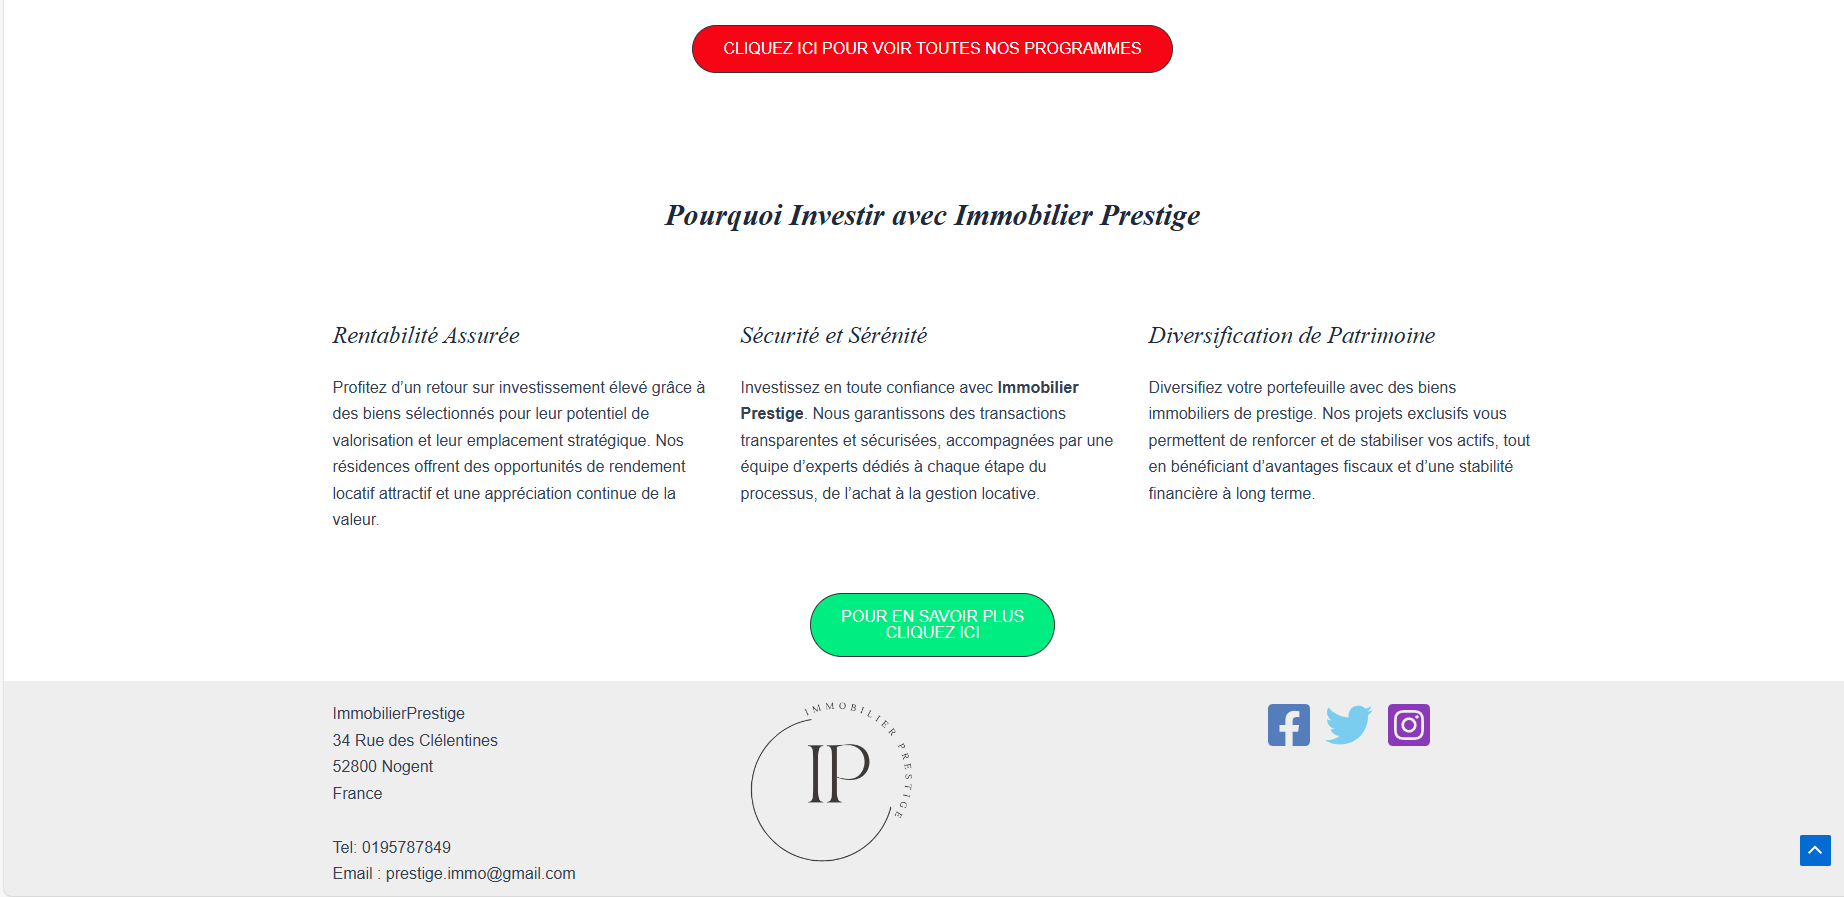 CLIQUEZ ICI POUR VOIR TOUTES NOS PROGRAMMES
Pourquoi Investir avec Immobilier Prestige
Rentabilité Assurée
Profitez d’un retour sur investissement élevé grâce à
des biens sélectionnés pour leur potentiel de
valorisation et leur emplacement stratégique. Nos
résidences offrent des opportunités de rendement
locatif attractif et une appréciation continue de la
valeur.
Sécurité et Sérénité
Investissez en toute confiance avec Immobilier
Prestige. Nous garantissons des transactions
transparentes et sécurisées, accompagnées par une
équipe d’experts dédiés à chaque étape du
processus, de l’achat à la gestion locative.
Diversification de Patrimoine
Diversifiez votre portefeuille avec des biens
immobiliers de prestige. Nos projets exclusifs vous
permettent de renforcer et de stabiliser vos actifs, tout
en bénéficiant d’avantages fiscaux et d’une stabilité
financière à long terme.
POUR EN SAVOIR PLUS
CLIQUEZ ICI
ImmobilierPrestige
34 Rue des Clélentines
52800 Nogent
France
Tel: 0195787849
Email : prestige.immo@gmail.com
IMMOBILIER PRESTIGE
IP